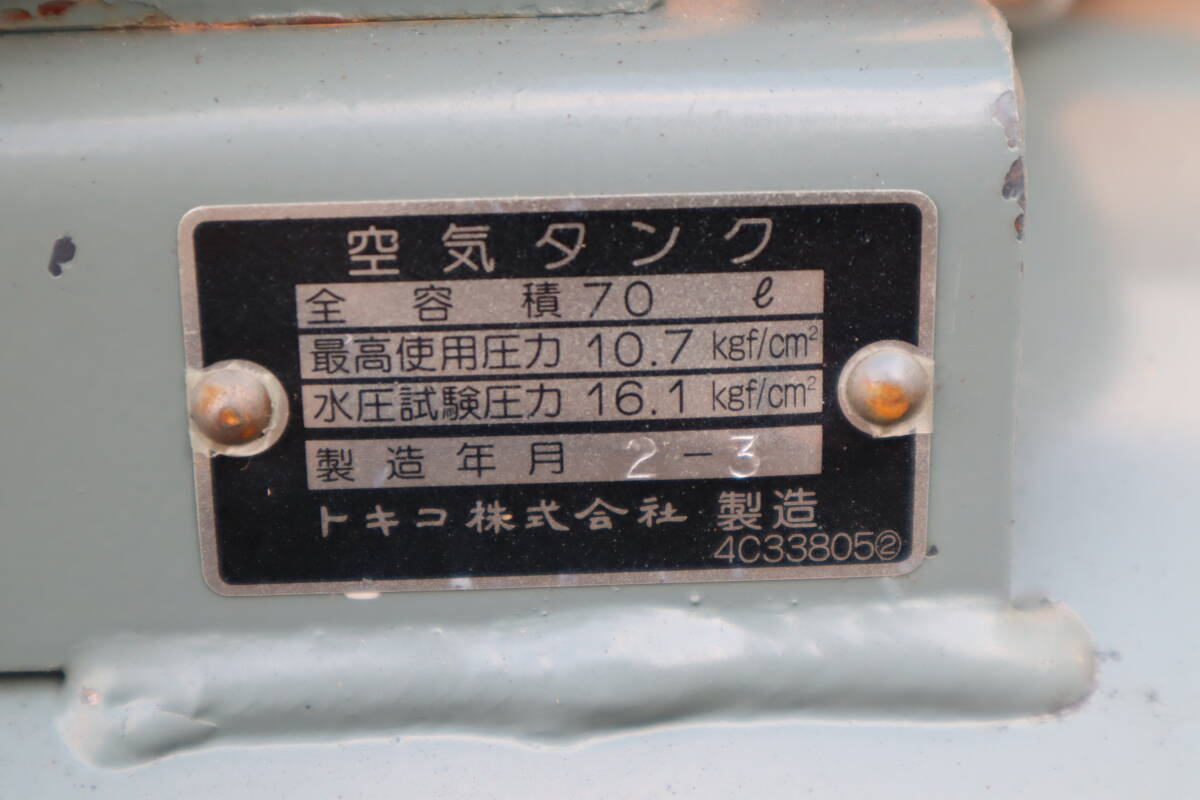 空気タンク
全容積 70 ℓ
最高使用圧力 10.7 kgf/cm²
水圧試験圧力 16.1 kgf/cm²
製造年月 2-3
トキコ株式会社 製造
4C33805②